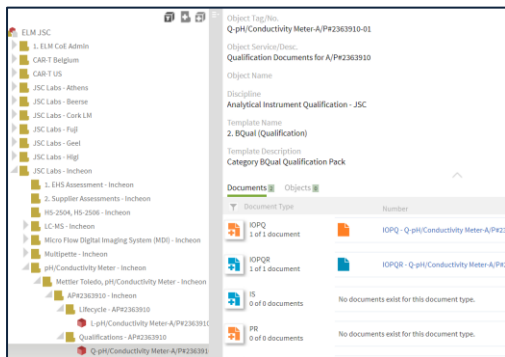 ELM JSC
1. ELM CoE Admin
CAR-T Belgium
CAR-T US
JSC Labs - Athens
JSC Labs - Beerse
JSC Labs - Cork LM
JSC Labs - Fuji
JSC Labs - Geel
JSC Labs - Higi
JSC Labs - Incheon
1. EHS Assessment - Incheon
2. Supplier Assessments - Incheon
HS-2504, HS-2506 - Incheon
LC-MS - Incheon
Micro Flow Digital Imaging System (MDI) - Incheon
Multipette - Incheon
pH/Conductivity Meter - Incheon
Mettler Toledo, pH/Conductivity Meter - Incheon
AP#2363910 - Incheon
Lifecycle - AP#2363910
L-pH/Conductivity Meter-A/P#2363910
Qualifications - AP#2363910
Q-pH/Conductivity Meter-A/P#236391
Object Tag/No.
Q-pH/Conductivity Meter-A/P#2363910-01
Object Service/Desc.
Qualification Documents for A/P#2363910
Object Name
Discipline
Analytical Instrument Qualification - JSC
Template Name
2. BQual (Qualification)
Template Description
Category BQual Qualification Pack
Documents 2 Objects 0
Document Type Number
IOPQ
1 of 1 document
IOPQ - Q-pH/Conductivity Meter-A/P#2
IOPQR
1 of 1 document
IOPQR - Q-pH/Conductivity Meter-A/P#
IS
0 of 0 documents
No documents exist for this document type.
PR
0 of 0 documents
No documents exist for this document type.